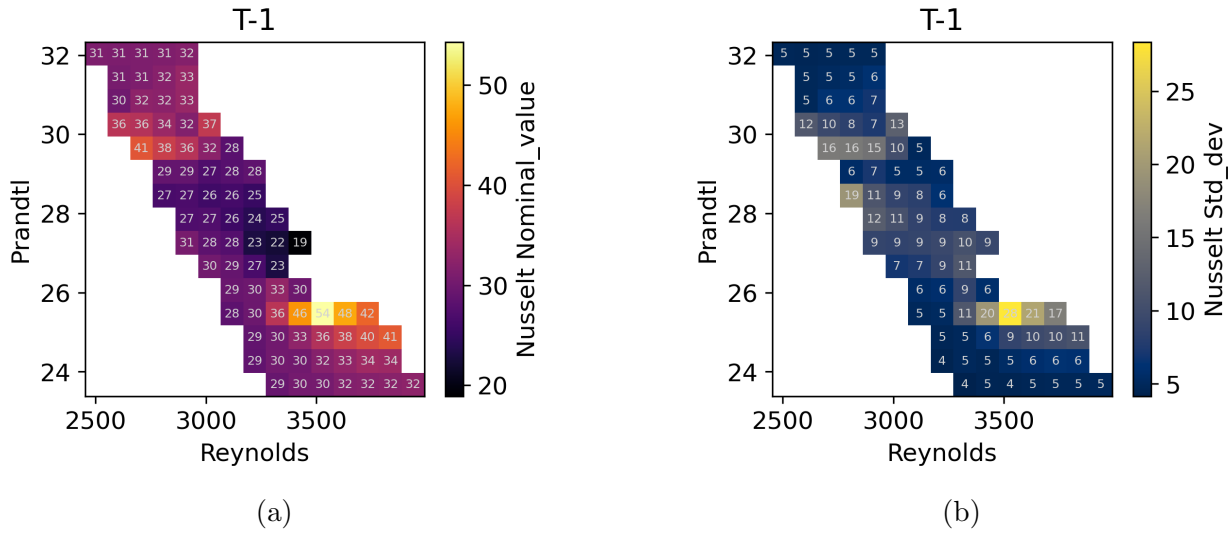 T-1
32
30
28
26
24
Prandtl
31 31 31 31 32
31 31 32 33
30 32 32 33
36 36 34 32 37
41 38 36 32 28
29 29 27 28 28
27 27 26 26 25
27 27 26 24 25
31 28 28 23 22 19
30 29 27 23
29 30 33 30
28 30 36 46 54 48 42
29 30 33 36 38 40 41
29 30 30 32 33 34 34
29 30 30 32 32 32 32
2500 3000 3500
Reynolds
50
40
30
20
Nusselt Nominal_value
(a)
T-1
32
30
28
26
24
Prandtl
5 5 5 5 5
5 5 5 6
5 6 6 7
12 10 8 7 13
16 16 15 10 5
6 7 5 5 6
19 11 9 8 6
12 11 9 8 8
9 9 9 9 10 9
7 7 9 11
6 6 9 6
5 5 11 20 28 21 17
5 5 6 9 10 10 11
4 5 5 5 6 6 6
4 5 4 5 5 5 5
2500 3000 3500
Reynolds
25
20
15
10
5
Nusselt Std_dev
(b)